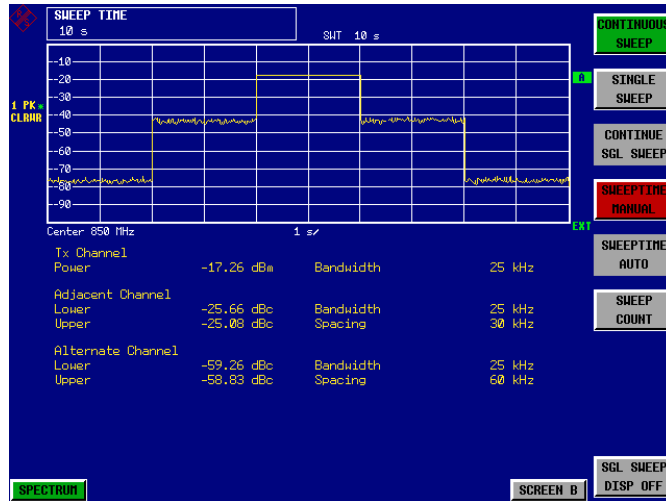 SWEEP TIME
10 s
SWT 10 s
-10
-20
-30
-40
-50
-60
-70
-80
-90
1 PK*
CLRWR
A
EXT
Center 850 MHz 1 s/
Tx Channel
Power -17.26 dBm Bandwidth 25 kHz
Adjacent Channel
Lower -25.66 dBc Bandwidth 25 kHz
Upper -25.08 dBc Spacing 30 kHz
Alternate Channel
Lower -59.26 dBc Bandwidth 25 kHz
Upper -58.83 dBc Spacing 60 kHz
CONTINUOUS
SWEEP
SINGLE
SWEEP
CONTINUE
SGL SWEEP
SWEEPTIME
MANUAL
SWEEPTIME
AUTO
SWEEP
COUNT
SGL SWEEP
DISP OFF
SPECTRUM
SCREEN B